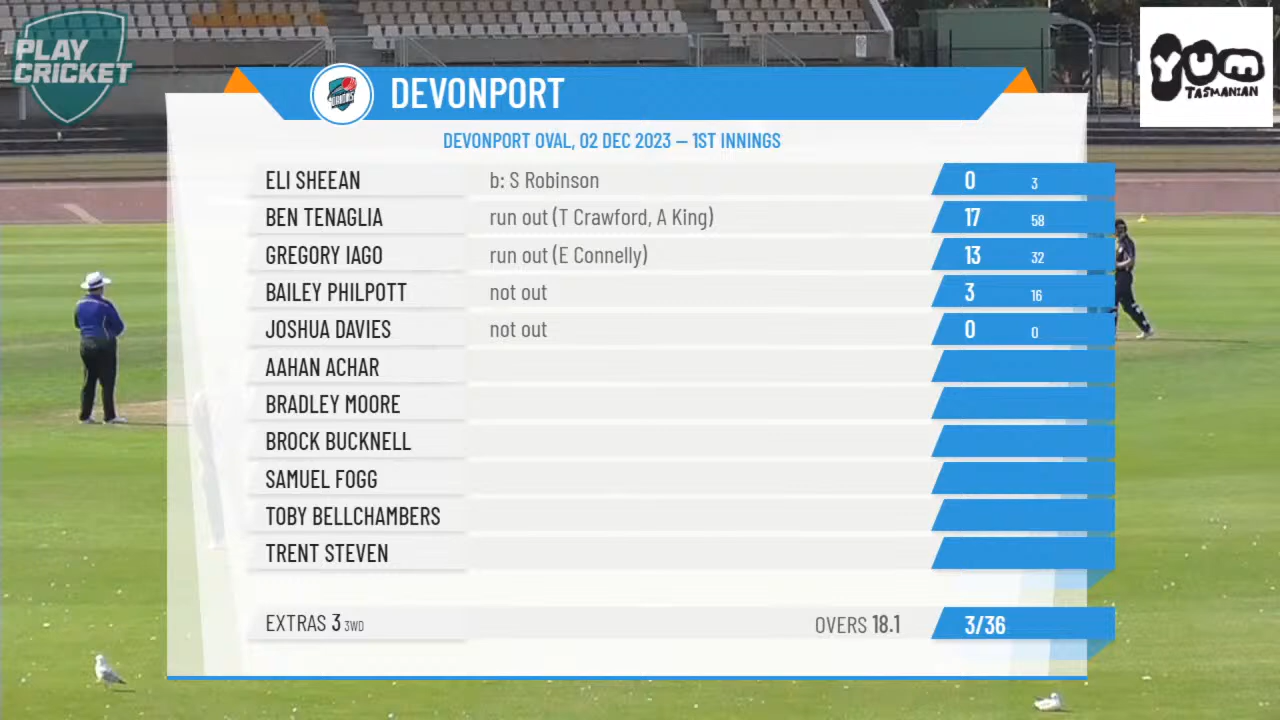 PLAY
CRICKET
DEVONPORT
YUM
TASMANIAN
DEVONPORT OVAL, 02 DEC 2023 – 1ST INNINGS
ELI SHEEAN b: S Robinson 0 3
BEN TENAGLIA run out (T Crawford, A King) 17 58
GREGORY IAGO run out (E Connelly) 13 32
BAILEY PHILPOTT not out 3 16
JOSHUA DAVIES not out 0 0
AAHAN ACHAR
BRADLEY MOORE
BROCK BUCKNELL
SAMUEL FOGG
TOBY BELLCHAMBERS
TRENT STEVEN
EXTRAS 3 3WD OVERS 18.1 3/36